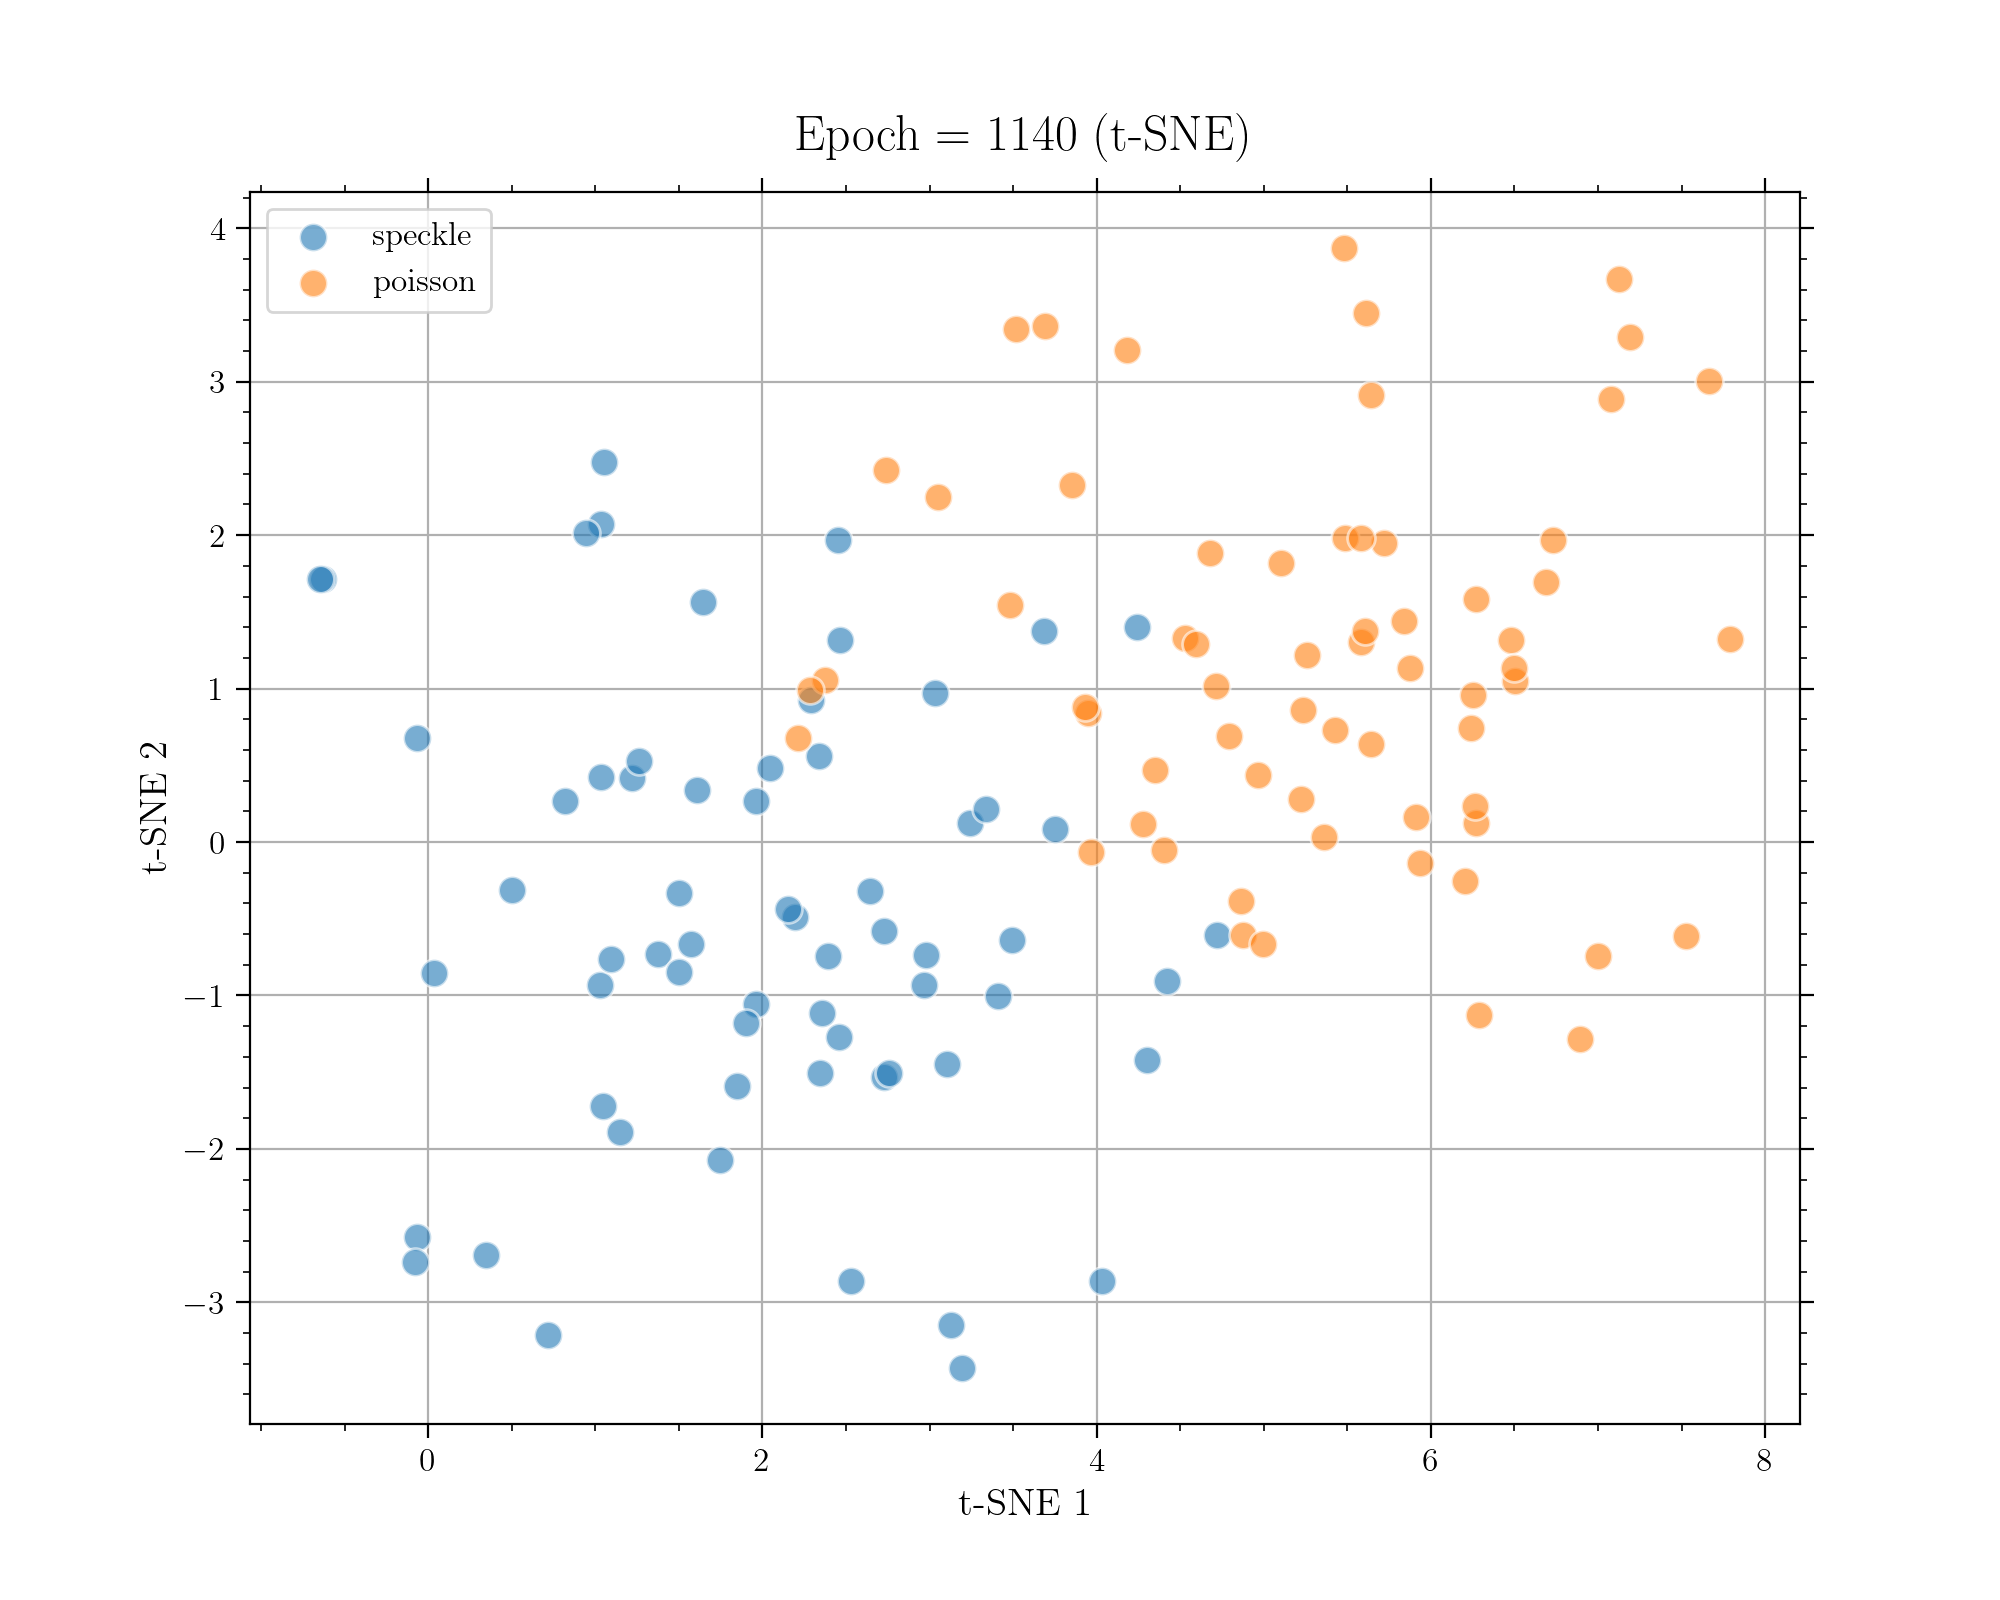 Epoch = 1140 (t-SNE)
speckle
poisson
4
3
2
1
0
−1
−2
−3
t-SNE 2
0 2 4 6 8
t-SNE 1